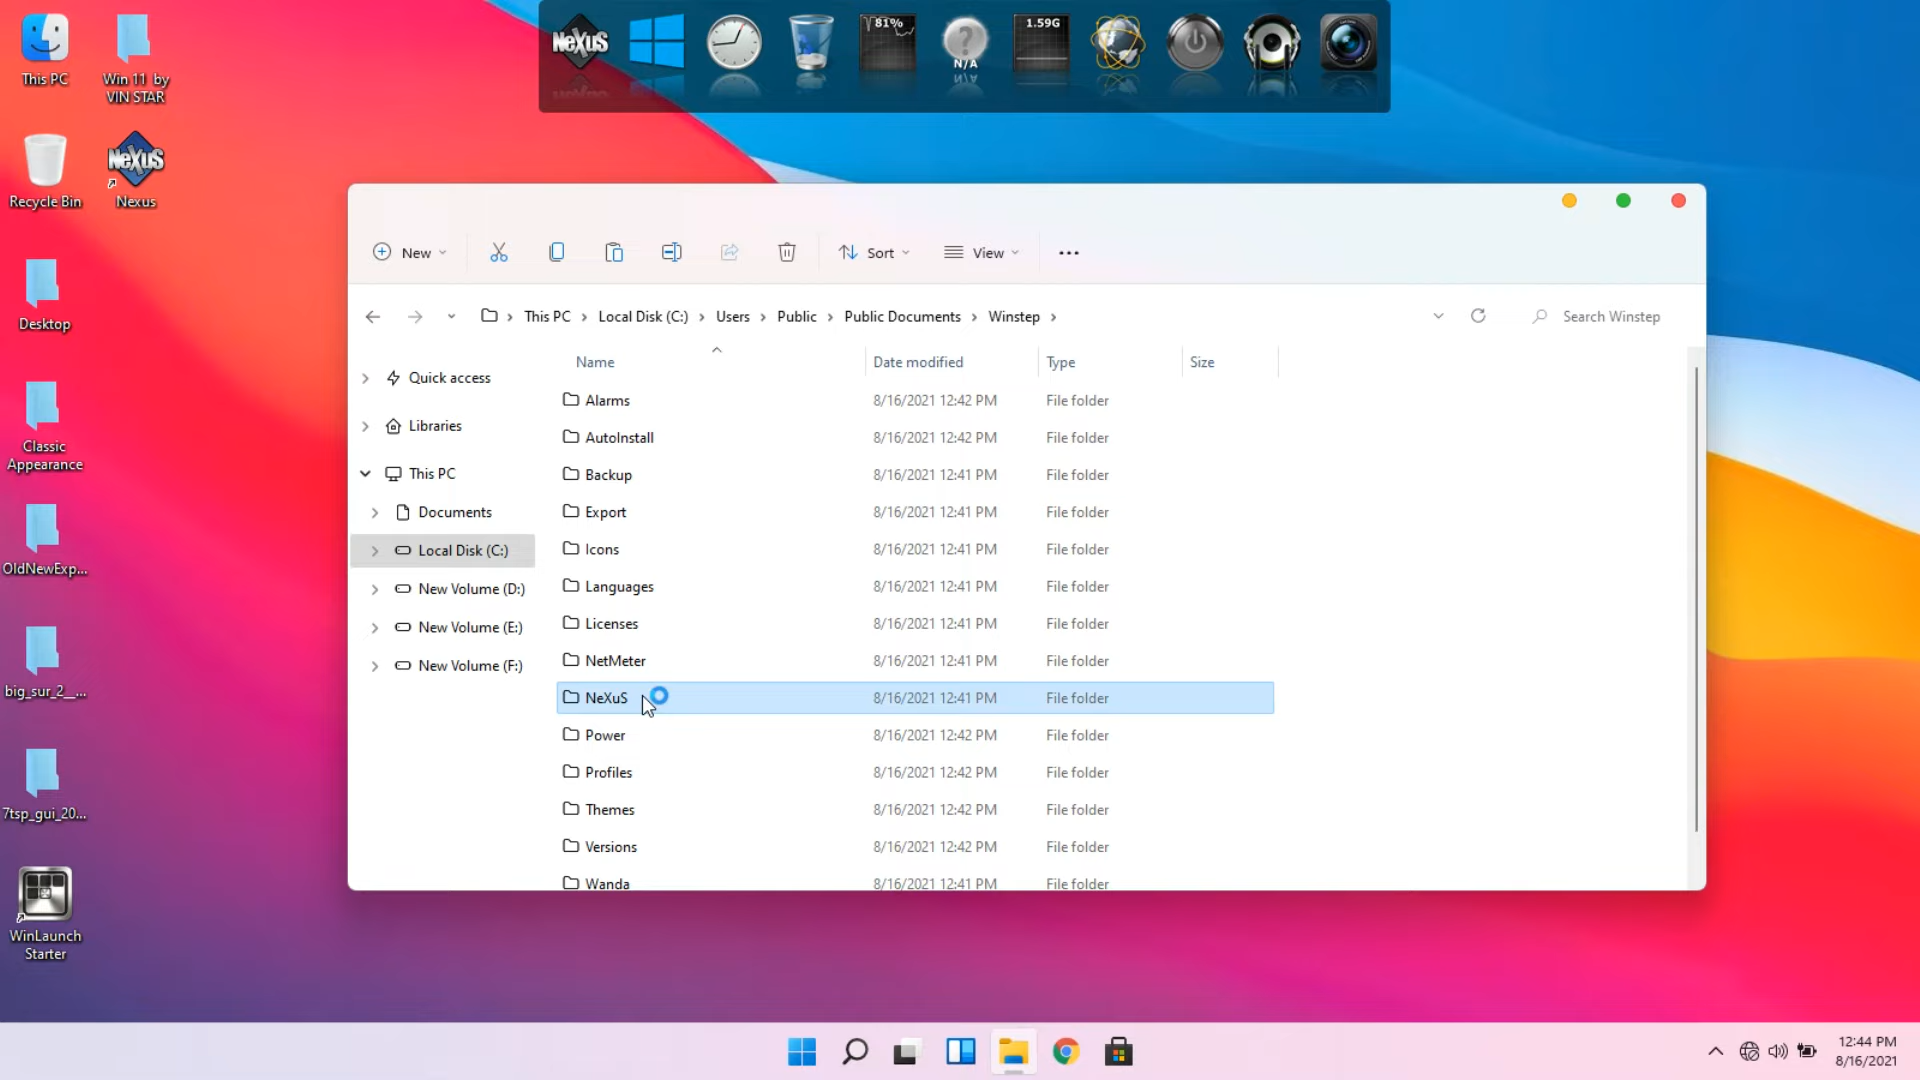 NeXuS
81%
?
N/A
1.59G
This PC
Win 11 by
VIN STAR
Recycle Bin
NeXuS
Nexus
Desktop
Classic
Appearance
OldNewExp...
big_sur_2__...
7tsp_gui_20...
WinLaunch
Starter
New
Sort
View
This PC > Local Disk (C:) > Users > Public > Public Documents > Winstep >
Search Winstep
Quick access
Libraries
This PC
Documents
Local Disk (C:)
New Volume (D:)
New Volume (E:)
New Volume (F:)
Name Date modified Type Size
Alarms 8/16/2021 12:42 PM File folder
AutoInstall 8/16/2021 12:42 PM File folder
Backup 8/16/2021 12:41 PM File folder
Export 8/16/2021 12:41 PM File folder
Icons 8/16/2021 12:41 PM File folder
Languages 8/16/2021 12:41 PM File folder
Licenses 8/16/2021 12:41 PM File folder
NetMeter 8/16/2021 12:41 PM File folder
NeXuS 8/16/2021 12:41 PM File folder
Power 8/16/2021 12:42 PM File folder
Profiles 8/16/2021 12:42 PM File folder
Themes 8/16/2021 12:42 PM File folder
Versions 8/16/2021 12:42 PM File folder
Wanda 8/16/2021 12:41 PM File folder
12:44 PM
8/16/2021